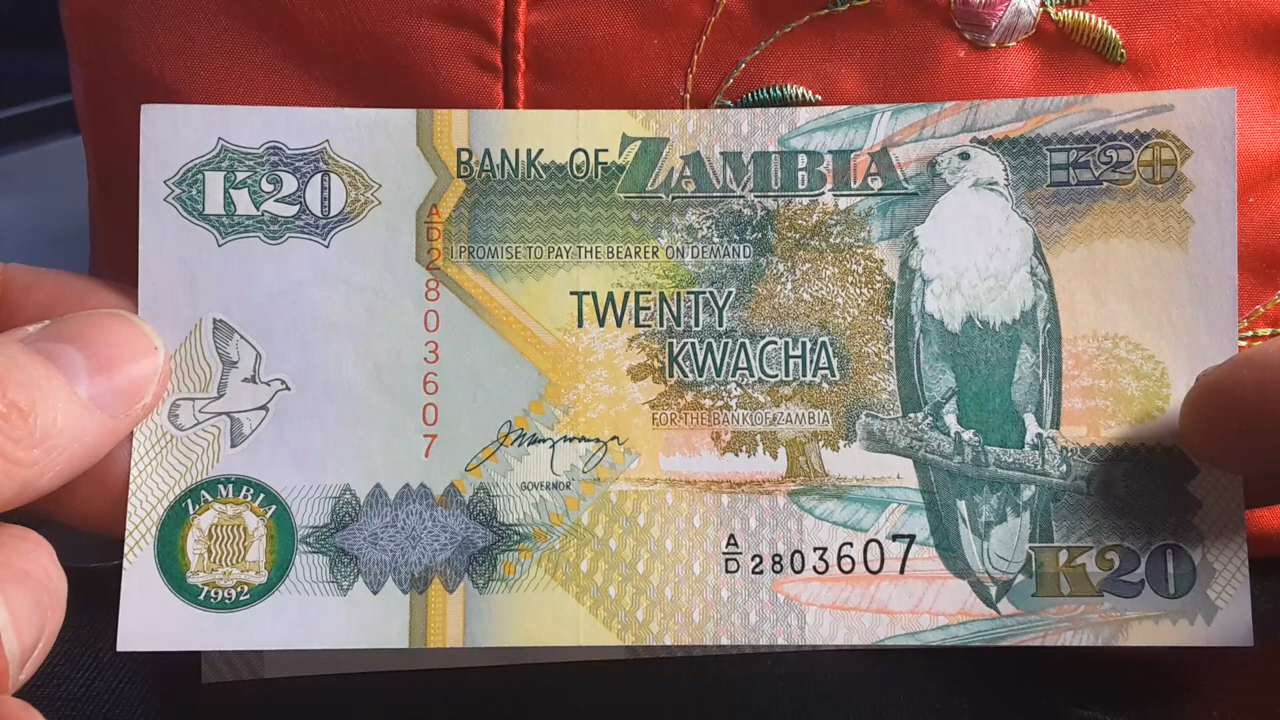 K20
BANK OF ZAMBIA
K20
A/D 2803607
I PROMISE TO PAY THE BEARER ON DEMAND
TWENTY
KWACHA
FOR THE BANK OF ZAMBIA
GOVERNOR
ZAMBIA
1992
A/D 2803607
K20